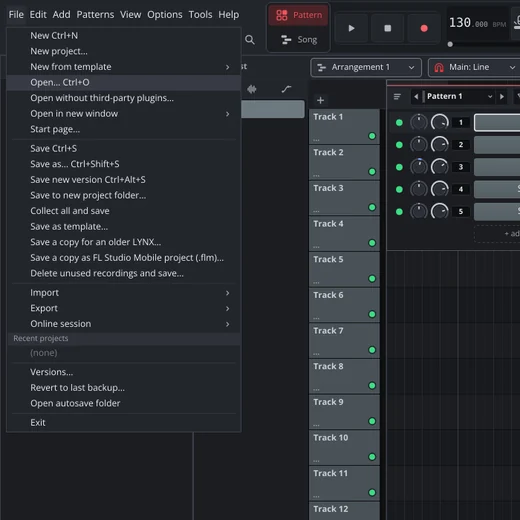 File Edit Add Patterns View Options Tools Help
Pattern
Song
130.000 BPM
New Ctrl+N
New project...
New from template
Open... Ctrl+O
Open without third-party plugins...
Open in new window
Start page...
Save Ctrl+S
Save as... Ctrl+Shift+S
Save new version Ctrl+Alt+S
Save to new project folder...
Collect all and save
Save as template...
Save a copy for an older LYNX...
Save a copy as FL Studio Mobile project (.flm)...
Delete unused recordings and save...
Import
Export
Online session
Recent projects
(none)
Versions...
Revert to last backup...
Open autosave folder
Exit
Arrangement 1
Main: Line
Pattern 1
Track 1
...
Track 2
...
Track 3
...
Track 4
...
Track 5
...
Track 6
...
Track 7
...
Track 8
...
Track 9
...
Track 10
...
Track 11
...
Track 12
1
2
3
4
5
+ ad